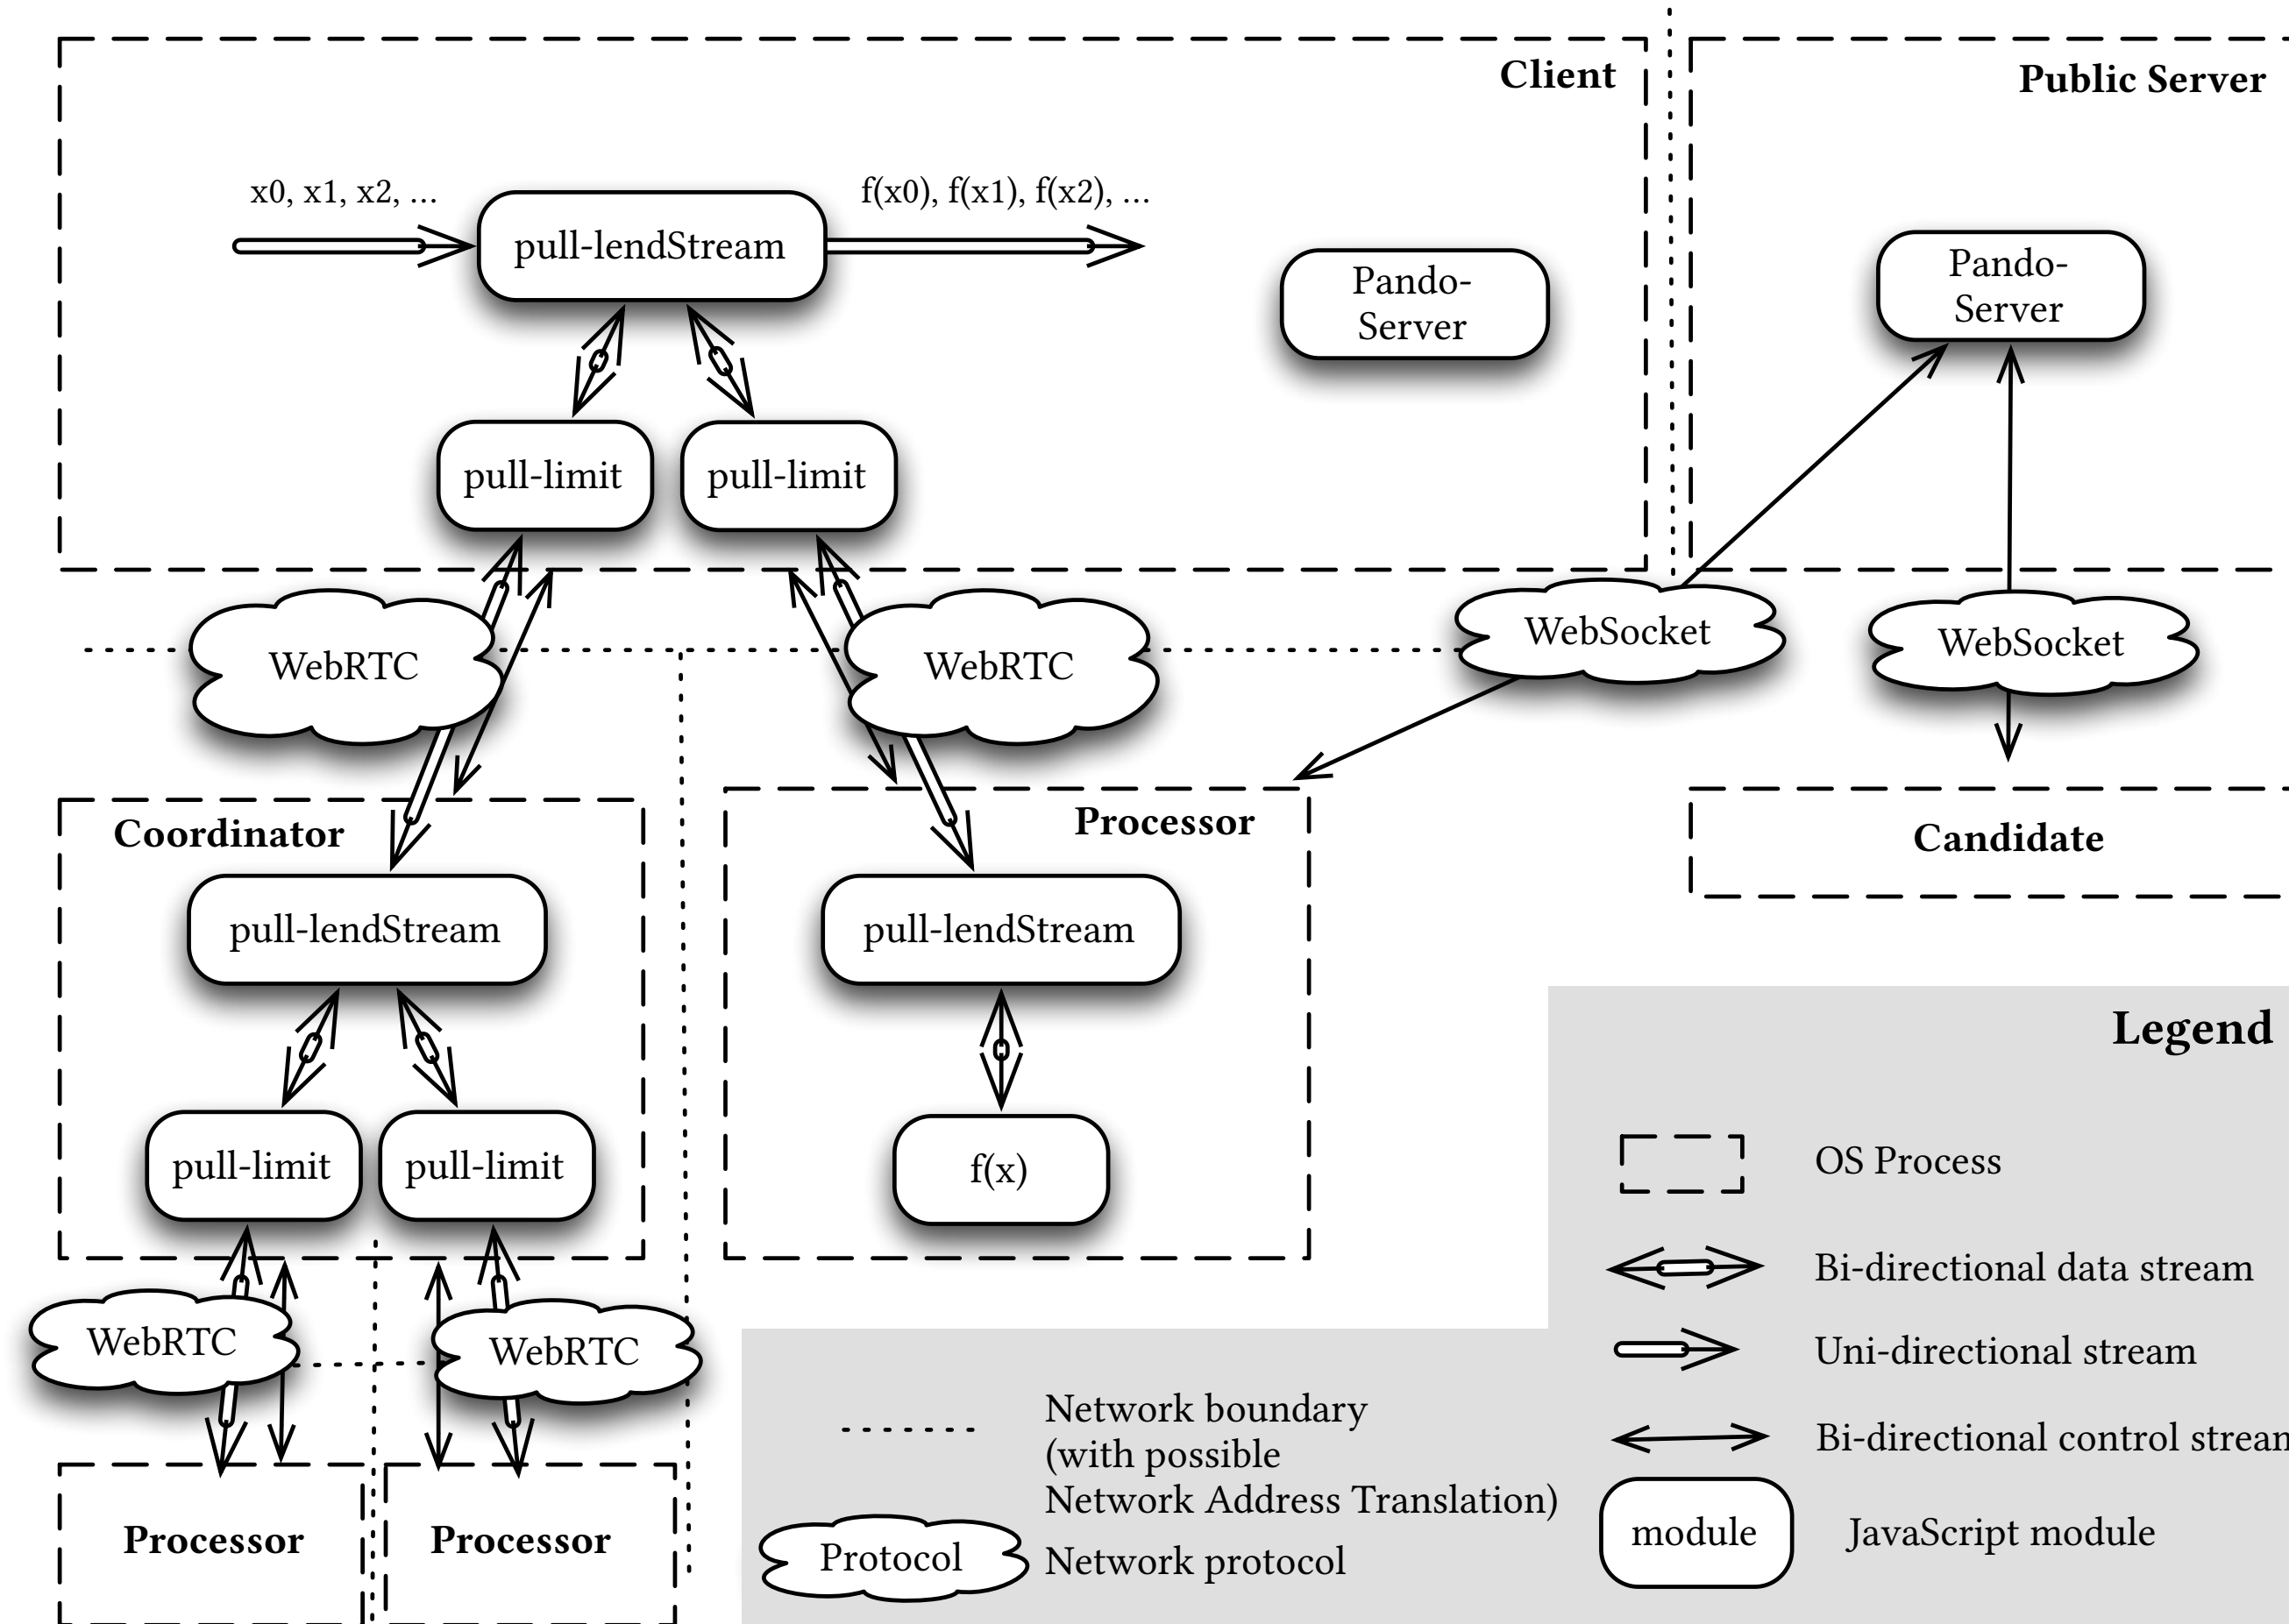 Client
Public Server
x0, x1, x2, ...
f(x0), f(x1), f(x2), ...
pull-lendStream
Pando-
Server
Pando-
Server
pull-limit
pull-limit
WebRTC
WebRTC
WebSocket
WebSocket
Coordinator
Processor
Candidate
pull-lendStream
pull-lendStream
pull-limit
pull-limit
f(x)
WebRTC
WebRTC
Processor
Processor
Legend
OS Process
Bi-directional data stream
Uni-directional stream
Bi-directional control stream
module
JavaScript module
Network boundary
(with possible
Network Address Translation)
Protocol
Network protocol